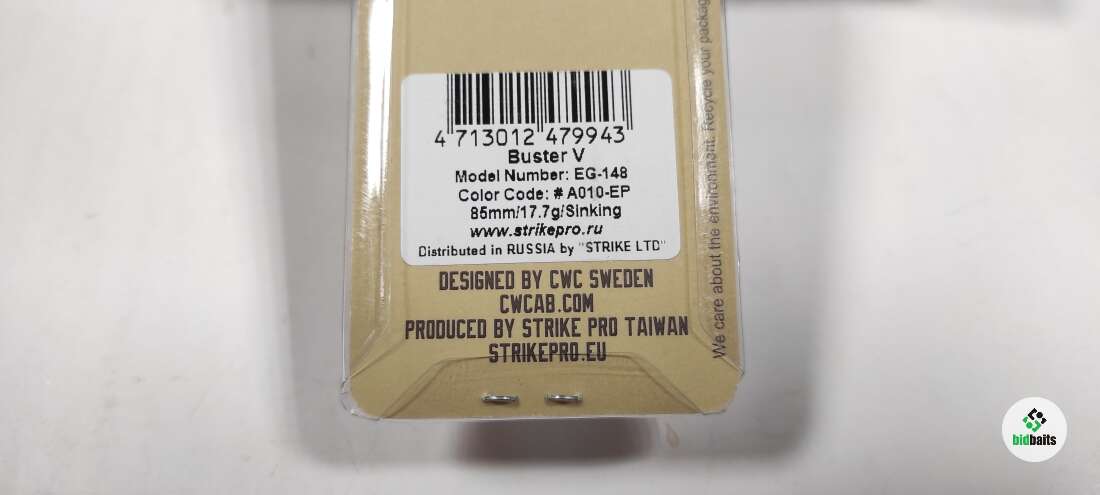 4 713012 479943
Buster V
Model Number: EG-148
Color Code: # A010-EP
85mm/17.7g/Sinking
www.strikepro.ru
Distributed in RUSSIA by "STRIKE LTD"
DESIGNED BY CWC SWEDEN
CWCAB.COM
PRODUCED BY STRIKE PRO TAIWAN
STRIKEPRO.EU
We care about the environment. Recycle your
bidbaits